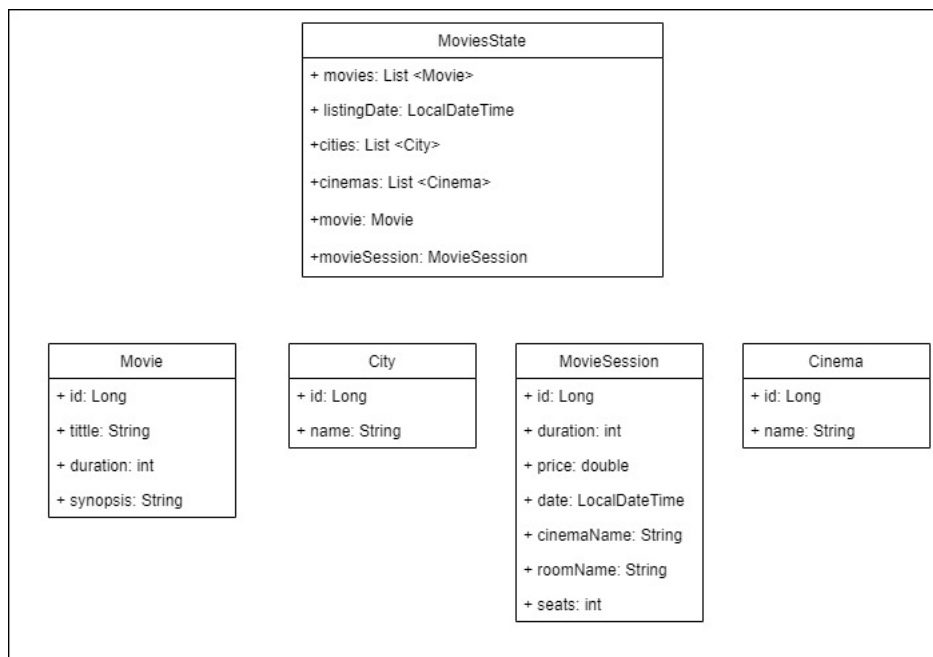 MoviesState
+ movies: List <Movie>
+ listingDate: LocalDateTime
+cities: List <City>
+cinemas: List <Cinema>
+movie: Movie
+movieSession: MovieSession
Movie
+ id: Long
+ tittle: String
+ duration: int
+ synopsis: String
City
+ id: Long
+ name: String
MovieSession
+ id: Long
+ duration: int
+ price: double
+ date: LocalDateTime
+ cinemaName: String
+ roomName: String
+ seats: int
Cinema
+ id: Long
+ name: String